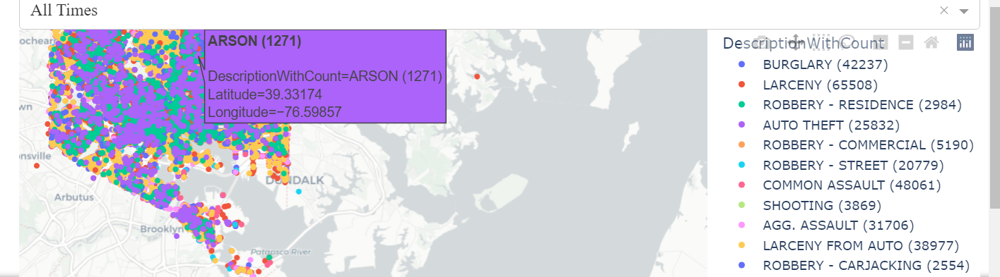 All Times
ochear
ARSON (1271)
DescriptionWithCount=ARSON (1271)
Latitude=39.33174
Longitude=−76.59857
wn
nsville
DUNDALK
Arbutus
Brooklyn
Patapsco River
DescriptionWithCount
BURGLARY (42237)
LARCENY (65508)
ROBBERY - RESIDENCE (2984)
AUTO THEFT (25832)
ROBBERY - COMMERCIAL (5190)
ROBBERY - STREET (20779)
COMMON ASSAULT (48061)
SHOOTING (3869)
AGG. ASSAULT (31706)
LARCENY FROM AUTO (38977)
ROBBERY - CARJACKING (2554)